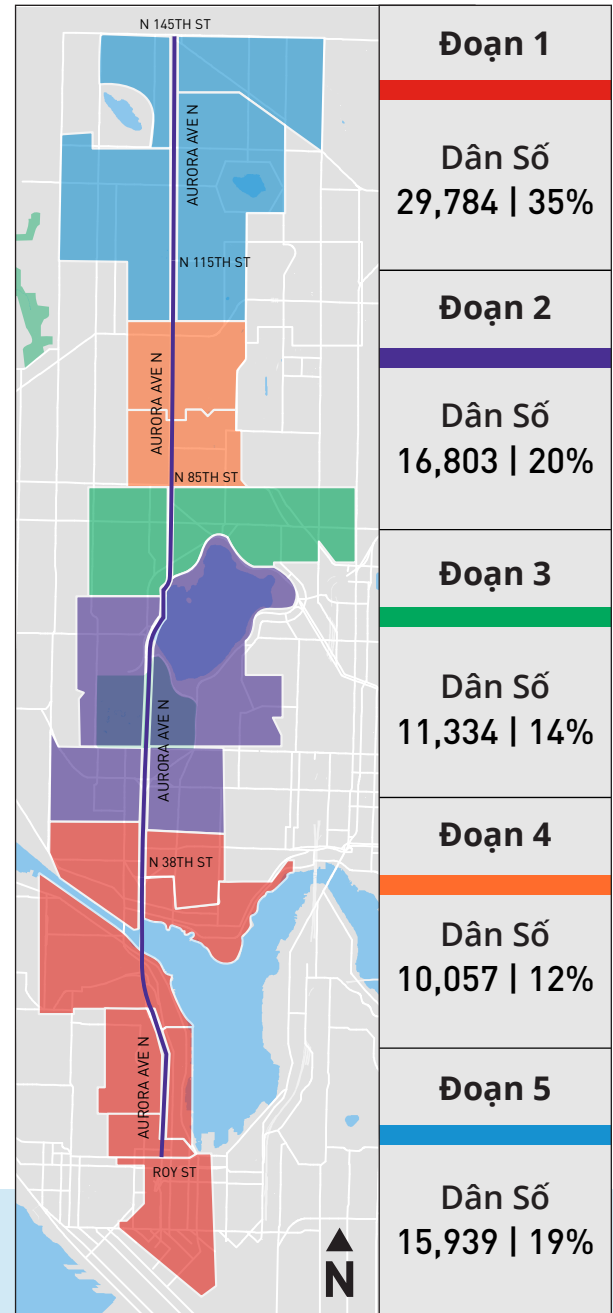 N 145TH ST
AURORA AVE N
N 115TH ST
AURORA AVE N
N 85TH ST
AURORA AVE N
N 38TH ST
AURORA AVE N
ROY ST
N
Đoạn 1
Dân Số
29,784 | 35%
Đoạn 2
Dân Số
16,803 | 20%
Đoạn 3
Dân Số
11,334 | 14%
Đoạn 4
Dân Số
10,057 | 12%
Đoạn 5
Dân Số
15,939 | 19%